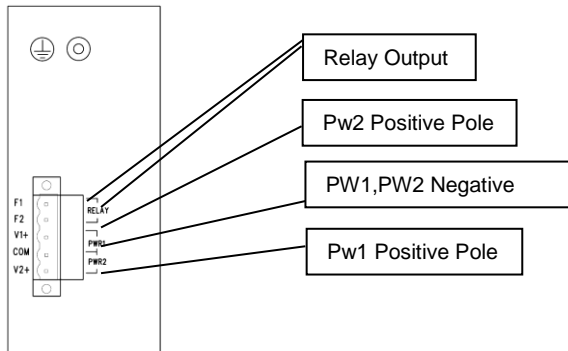 Relay Output
Pw2 Positive Pole
PW1,PW2 Negative
Pw1 Positive Pole
F1
F2
V1+
COM
V2+
RELAY
PWR1
PWR2